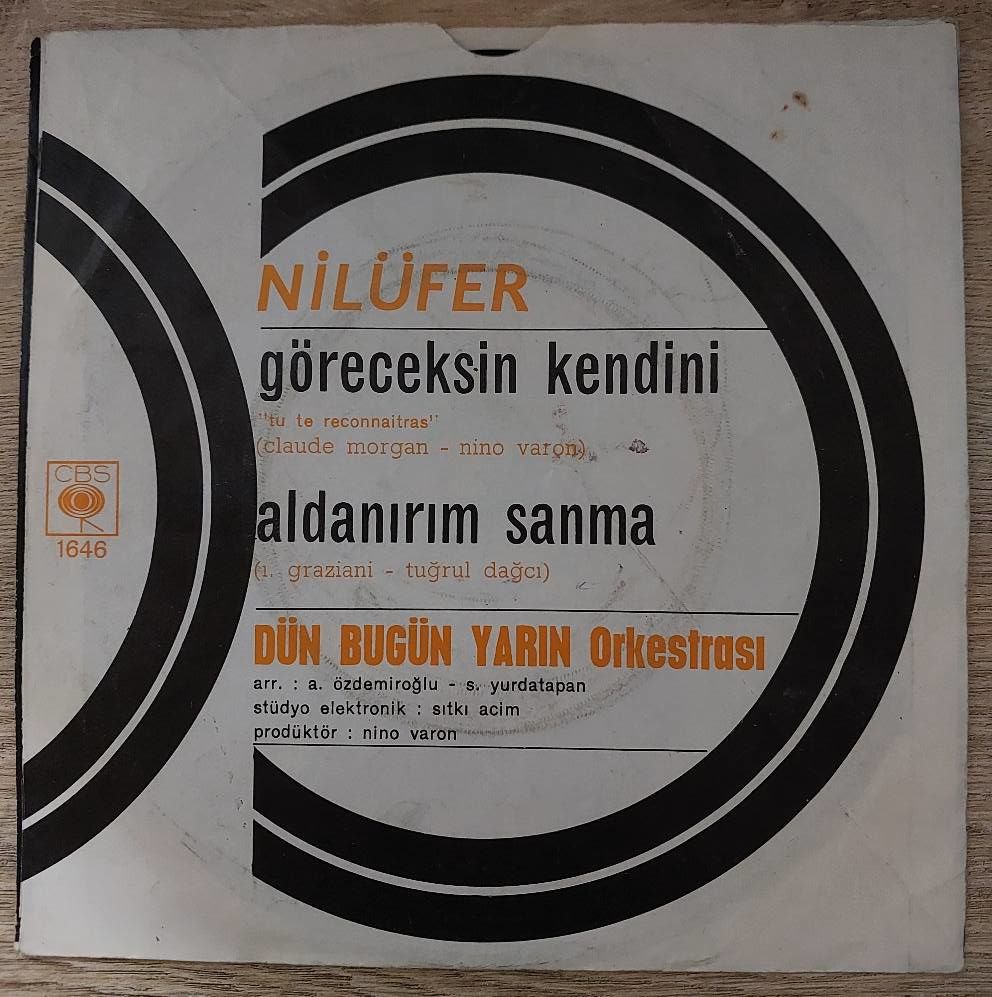 NİLÜFER
göreceksin kendini
"tu te reconnaitras"
(claude morgan - nino varon)
aldanırım sanma
(ı. graziani - tuğrul dağcı)
DÜN BUGÜN YARIN Orkestrası
arr. : a. özdemiroğlu - s. yurdatapan
stüdyo elektronik : sıtkı acim
prodüktör : nino varon
CBS
1646